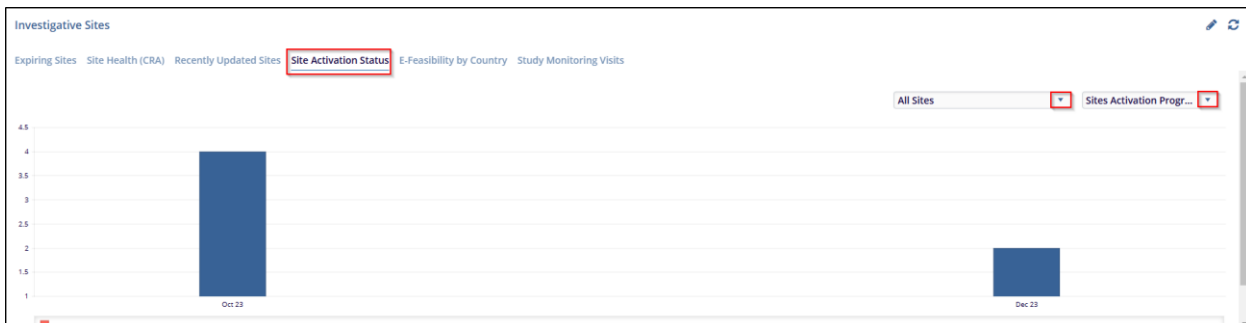 Investigative Sites
Expiring Sites Site Health (CRA) Recently Updated Sites Site Activation Status E-Feasibility by Country Study Monitoring Visits
All Sites Sites Activation Progr...
4.5
4
3.5
3
2.5
2
1.5
1
Oct 23 Dec 23